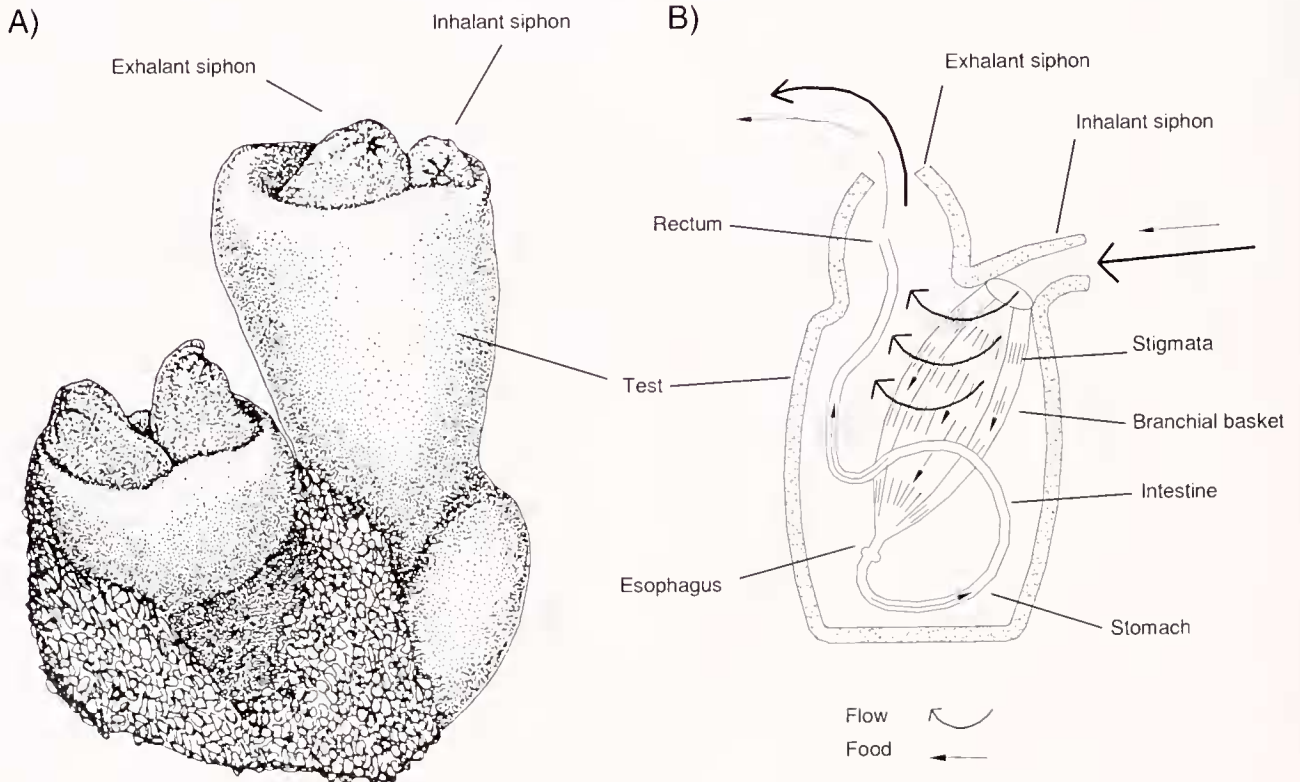 A)
Inhalant siphon
Exhalant siphon
Test
B)
Exhalant siphon
Inhalant siphon
Rectum
Stigmata
Branchial basket
Intestine
Esophagus
Stomach
Flow
Food